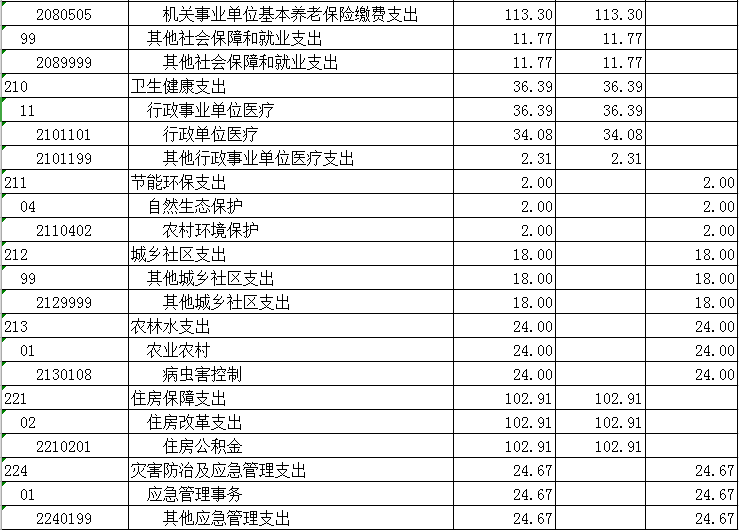 2080505 机关事业单位基本养老保险缴费支出 113.30 113.30
99 其他社会保障和就业支出 11.77 11.77
2089999 其他社会保障和就业支出 11.77 11.77
210 卫生健康支出 36.39 36.39
11 行政事业单位医疗 36.39 36.39
2101101 行政单位医疗 34.08 34.08
2101199 其他行政事业单位医疗支出 2.31 2.31
211 节能环保支出 2.00 2.00
04 自然生态保护 2.00 2.00
2110402 农村环境保护 2.00 2.00
212 城乡社区支出 18.00 18.00
99 其他城乡社区支出 18.00 18.00
2129999 其他城乡社区支出 18.00 18.00
213 农林水支出 24.00 24.00
01 农业农村 24.00 24.00
2130108 病虫害控制 24.00 24.00
221 住房保障支出 102.91 102.91
02 住房改革支出 102.91 102.91
2210201 住房公积金 102.91 102.91
224 灾害防治及应急管理支出 24.67 24.67
01 应急管理事务 24.67 24.67
2240199 其他应急管理支出 24.67 24.67